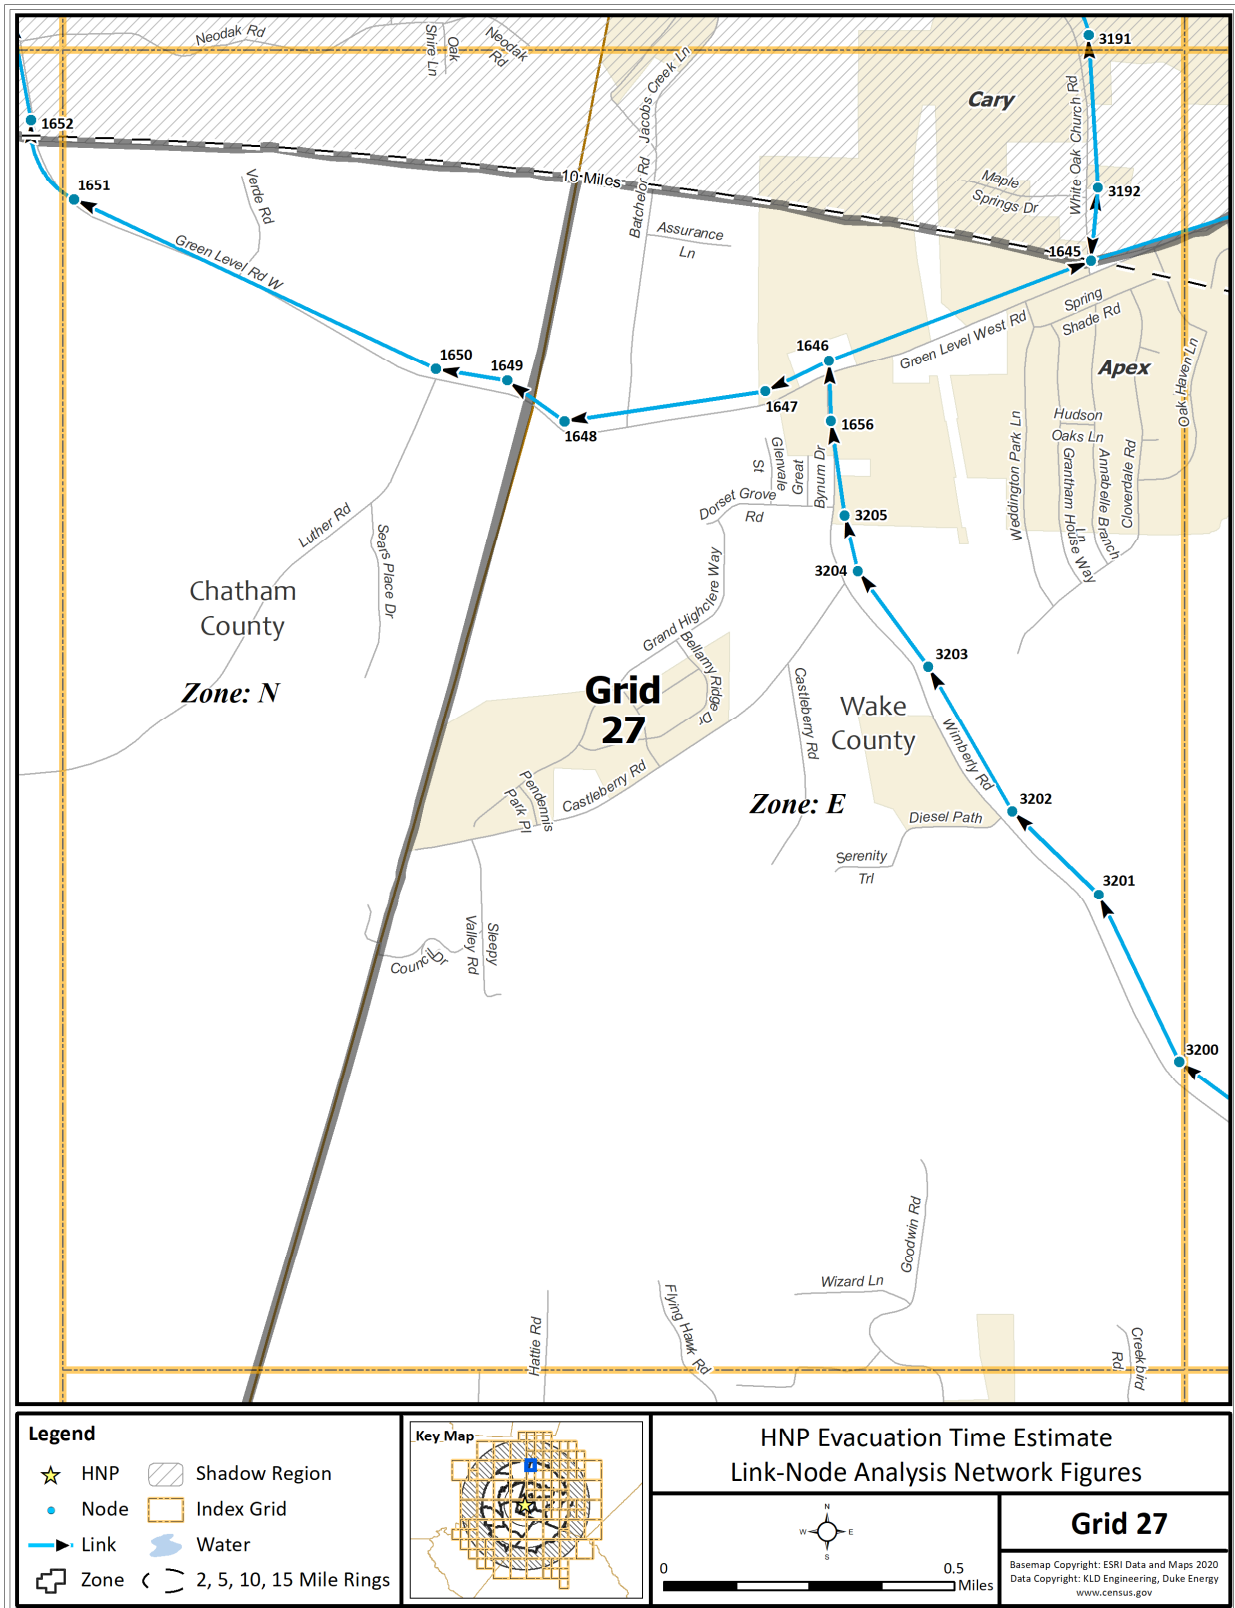 Neodak Rd
Shire Ln
Oak
Neodak
Rd
Jacobs Creek Ln
3191
Cary
White Oak Church Rd
1652
10 Miles
Maple
Springs Dr
3192
1651
Verde Rd
Batchelor Rd
Assurance
Ln
Green Level Rd W
1645
Spring
Shade Rd
Green Level West Rd
Oak Haven Ln
Apex
1650
1649
1646
1647
1648
1656
Hudson
Oaks Ln
Weddington Park Ln
Grantham House Way
Ln
Annabelle Branch
Cloverdale Rd
St
Glenvale
Great
Bynum Dr
Dorset Grove
Rd
3205
3204
Luther Rd
Sears Place Dr
Chatham
County
Zone: N
Grand Highclere Way
Bellamy Ridge Dr
3203
Grid
27
Castleberry Rd
Wake
County
Wimberly Rd
Zone: E
Pendennis
Park Pl
Castleberry Rd
3202
Diesel Path
Serenity
Trl
3201
Council Dr
Valley Rd
Sleepy
3200
Goodwin Rd
Wizard Ln
Hattie Rd
Flying Hawk Rd
Creekbird
Rd
Legend
HNP
Shadow Region
Node
Index Grid
Link
Water
Zone
2, 5, 10, 15 Mile Rings
Key Map
HNP Evacuation Time Estimate
Link-Node Analysis Network Figures
N
W E
S
0 0.5
Miles
Grid 27
Basemap Copyright: ESRI Data and Maps 2020
Data Copyright: KLD Engineering, Duke Energy
www.census.gov